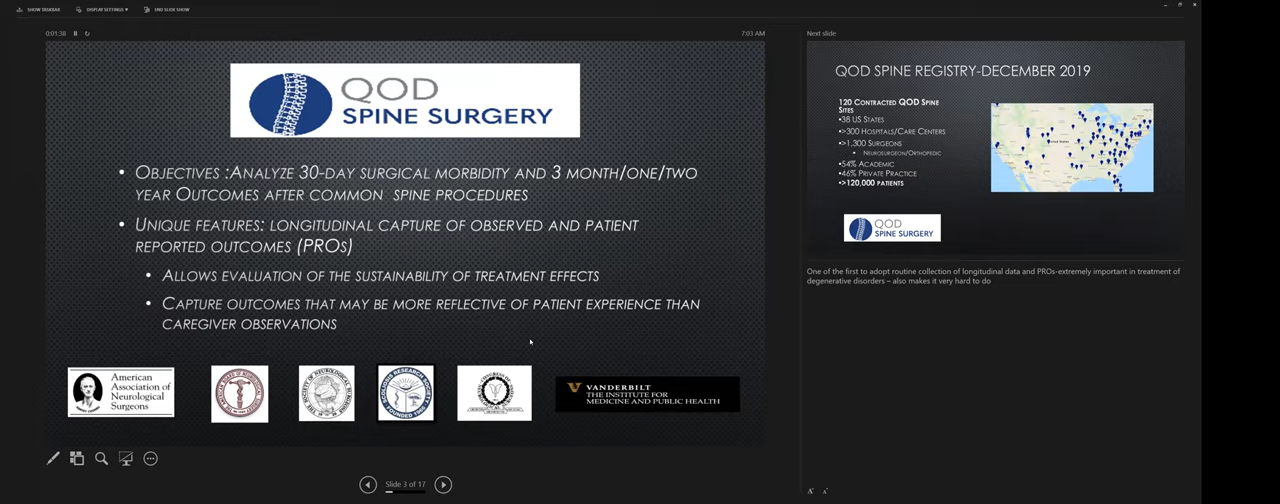 SHOW TASKBAR
DISPLAY SETTINGS
END SLIDE SHOW
0:01:38
7:03 AM
QOD
SPINE SURGERY
• OBJECTIVES :ANALYZE 30-DAY SURGICAL MORBIDITY AND 3 MONTH/ONE/TWO
YEAR OUTCOMES AFTER COMMON SPINE PROCEDURES
• UNIQUE FEATURES: LONGITUDINAL CAPTURE OF OBSERVED AND PATIENT
REPORTED OUTCOMES (PROS)
• ALLOWS EVALUATION OF THE SUSTAINABILITY OF TREATMENT EFFECTS
• CAPTURE OUTCOMES THAT MAY BE MORE REFLECTIVE OF PATIENT EXPERIENCE THAN
CAREGIVER OBSERVATIONS
American
Association of
Neurological
Surgeons
SCOLIOSIS RESEARCH SOCIETY
FOUNDED 1966
VANDERBILT
THE INSTITUTE FOR
MEDICINE AND PUBLIC HEALTH
Slide 3 of 17
Next slide
QOD SPINE REGISTRY-DECEMBER 2019
120 CONTRACTED QOD SPINE
SITES
•38 US STATES
•>300 HOSPITALS/CARE CENTERS
•>1,300 SURGEONS
• NEUROSURGEON/ORTHOPEDIC
•54% ACADEMIC
•46% PRIVATE PRACTICE
•>120,000 PATIENTS
United States
QOD
SPINE SURGERY
One of the first to adopt routine collection of longitudinal data and PROs-extremely important in treatment of
degenerative disorders – also makes it very hard to do